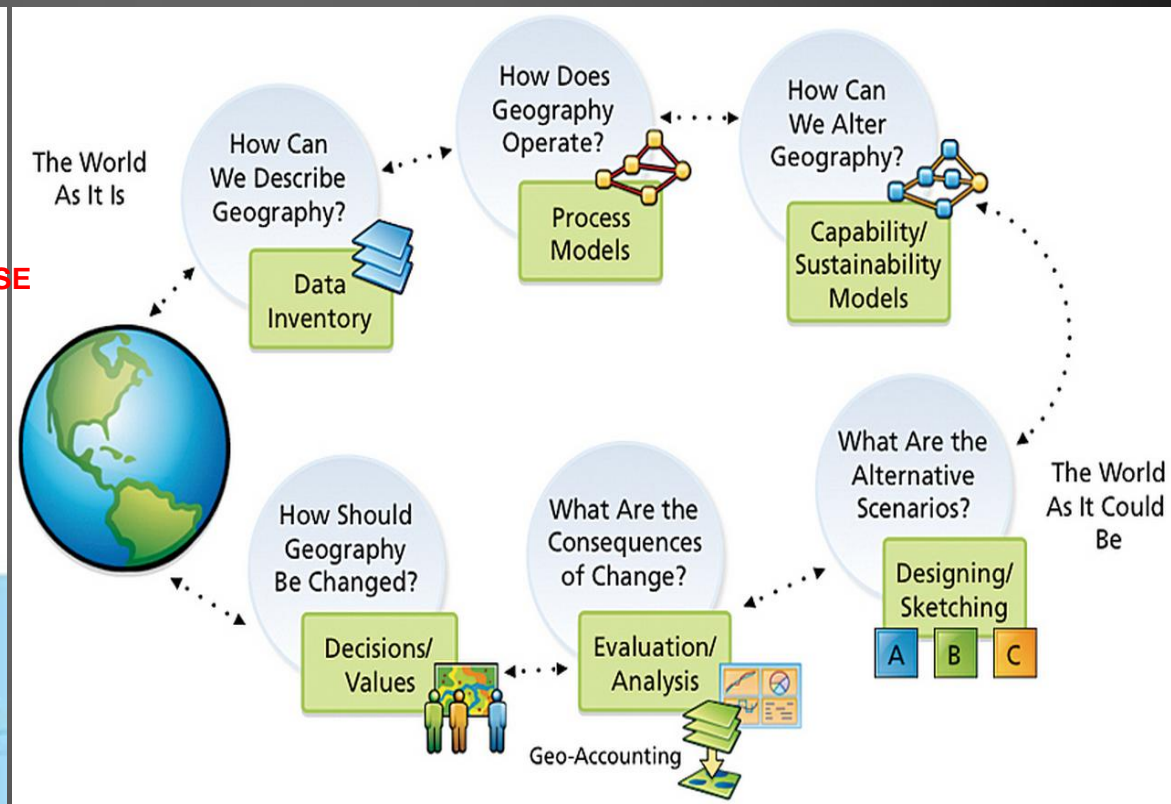 The World
As It Is
How Can
We Describe
Geography?
Data
Inventory
How Does
Geography
Operate?
Process
Models
How Can
We Alter
Geography?
Capability/
Sustainability
Models
SE
What Are the
Alternative
Scenarios?
Designing/
Sketching
A B C
The World
As It Could
Be
What Are the
Consequences
of Change?
Evaluation/
Analysis
Geo-Accounting
How Should
Geography
Be Changed?
Decisions/
Values